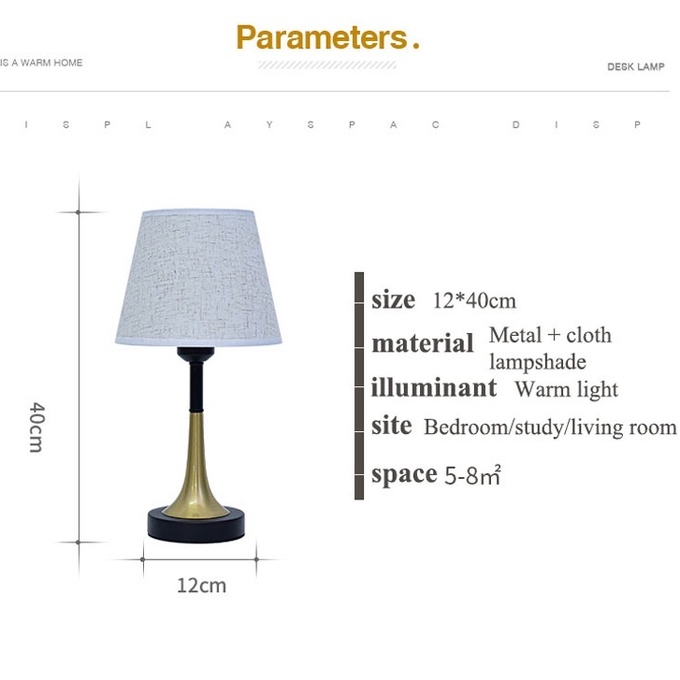 Parameters.
IS A WARM HOME
DESK LAMP
I S P L A Y S P A C D I S P
size 12*40cm
material Metal + cloth
lampshade
illuminant Warm light
40cm
site Bedroom/study/living room
space 5-8㎡
12cm